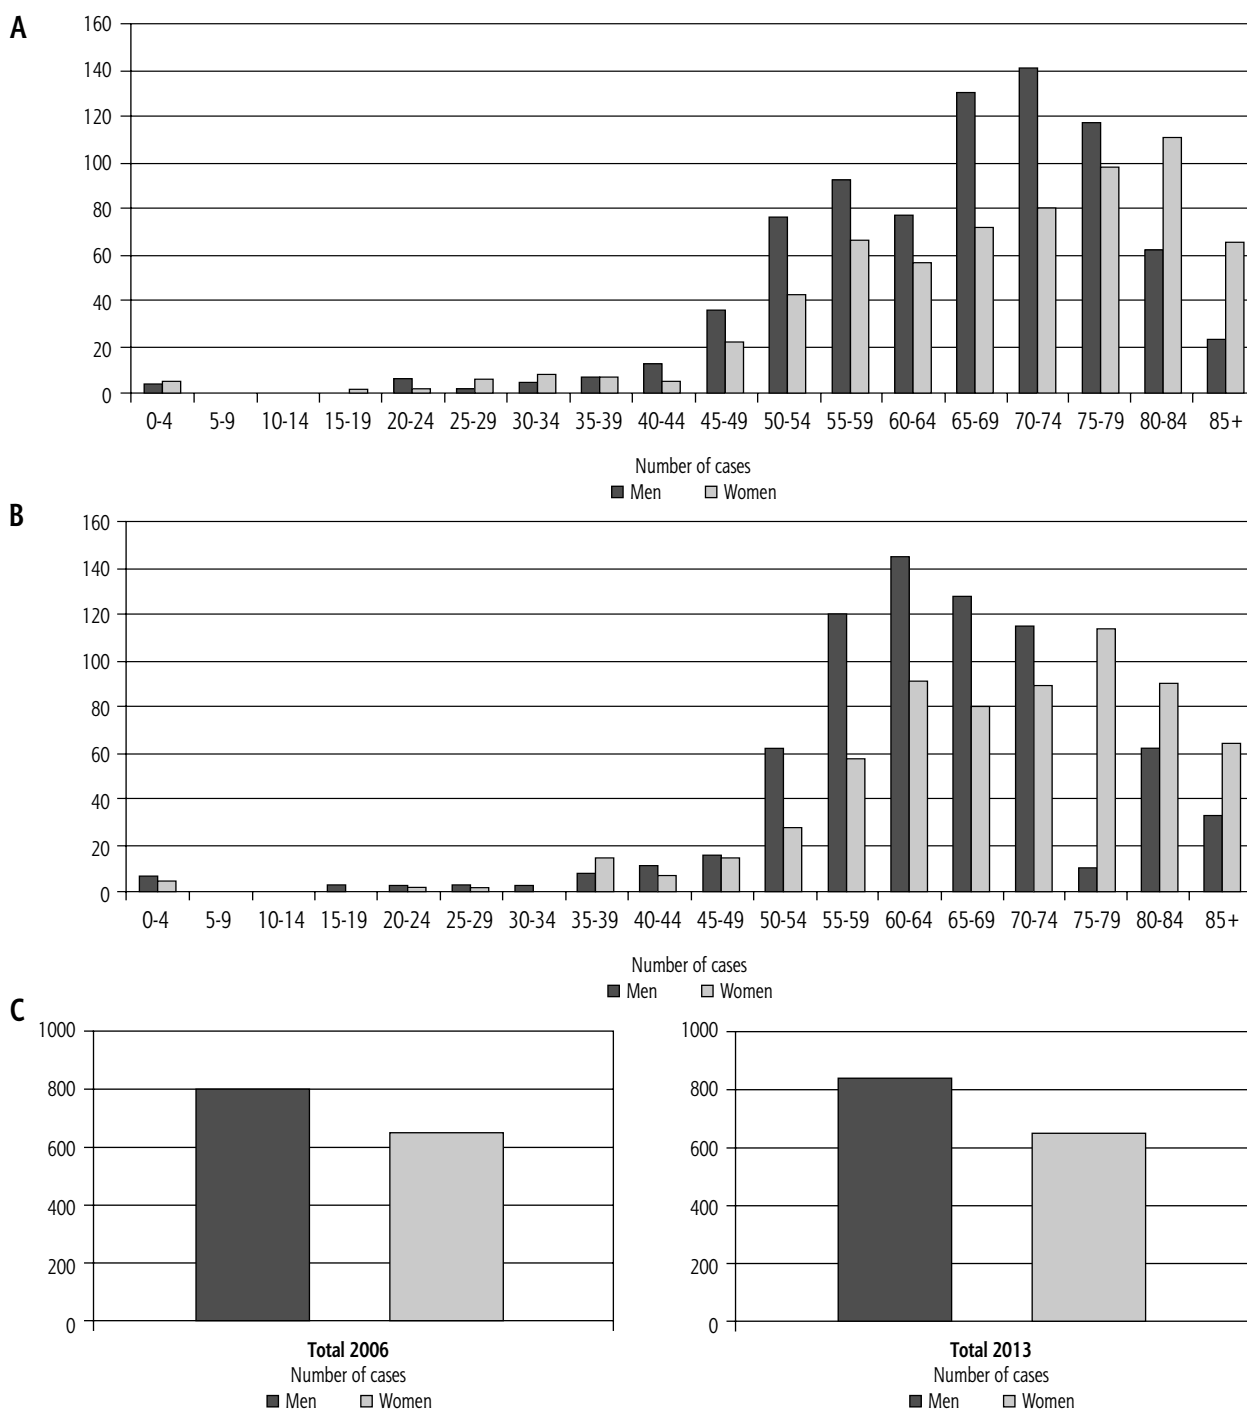 A
160
140
120
100
80
60
40
20
0
0-4 5-9 10-14 15-19 20-24 25-29 30-34 35-39 40-44 45-49 50-54 55-59 60-64 65-69 70-74 75-79 80-84 85+
Number of cases
Men Women
B
160
140
120
100
80
60
40
20
0
0-4 5-9 10-14 15-19 20-24 25-29 30-34 35-39 40-44 45-49 50-54 55-59 60-64 65-69 70-74 75-79 80-84 85+
Number of cases
Men Women
C
1000
800
600
400
200
0
Total 2006
Number of cases
Men Women
1000
800
600
400
200
0
Total 2013
Number of cases
Men Women